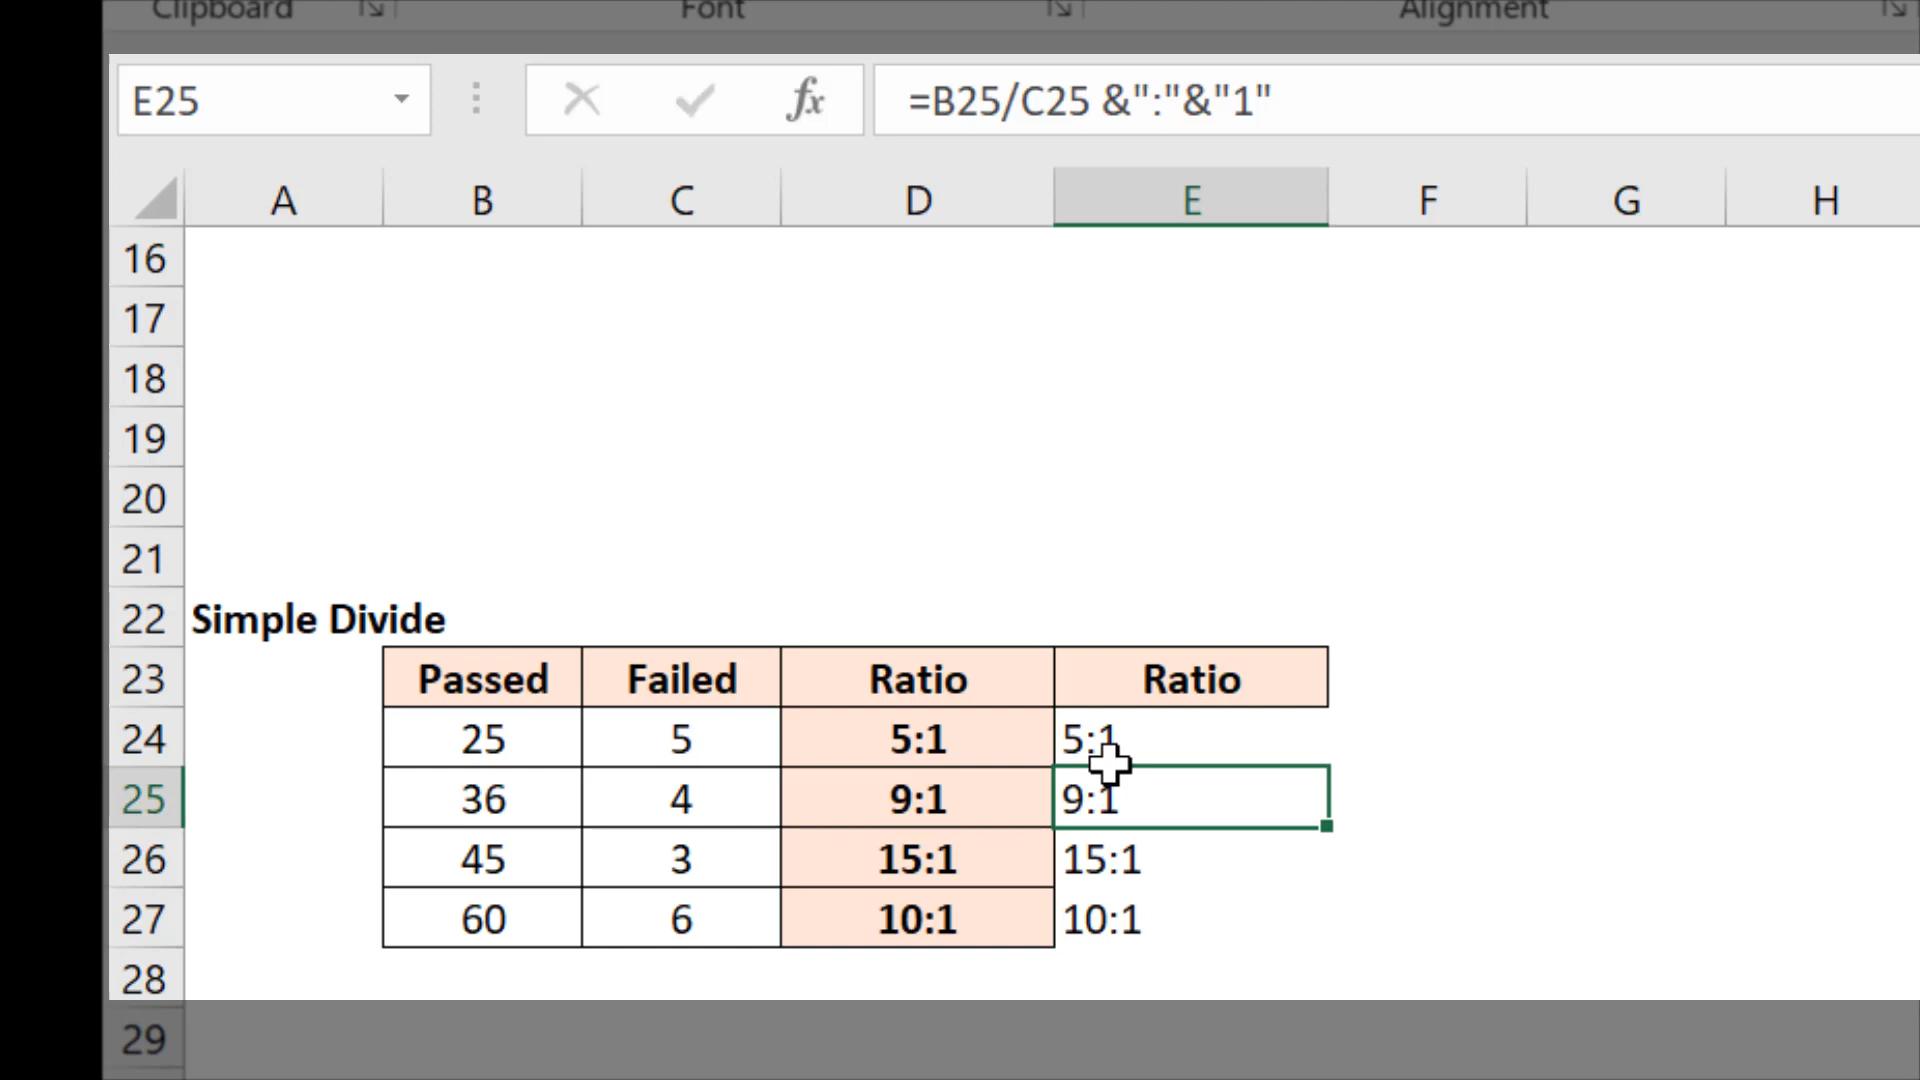 Clipboard Font Alignment
E25 fx =B25/C25 &":"&"1"
A B C D E F G H
16
17
18
19
20
21
22 Simple Divide
23 Passed Failed Ratio Ratio
24 25 5 5:1 5:1
25 36 4 9:1 9:1
26 45 3 15:1 15:1
27 60 6 10:1 10:1
28
29